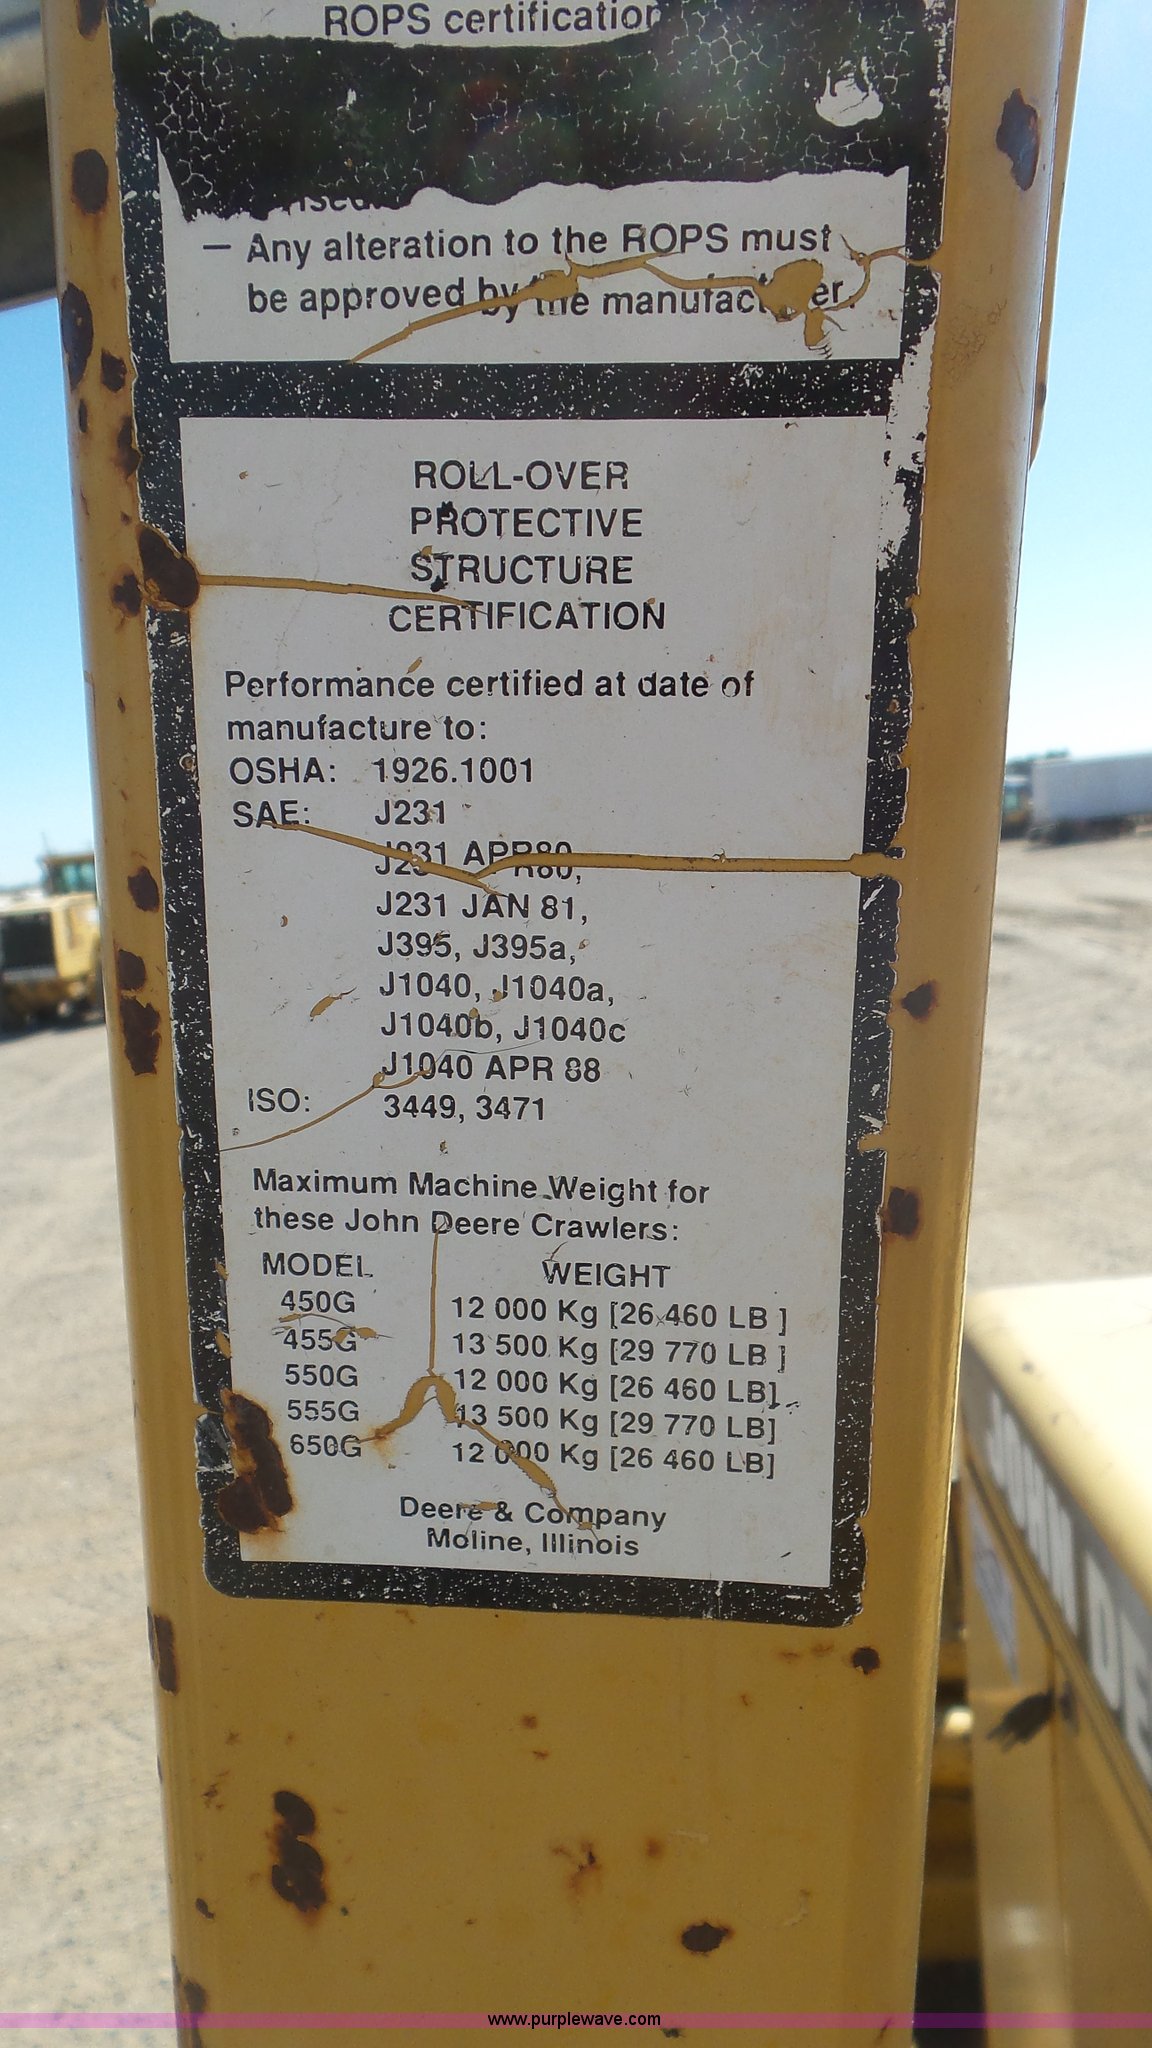 ROPS certification
— Any alteration to the ROPS must
be approved by the manufacturer.
ROLL-OVER
PROTECTIVE
STRUCTURE
CERTIFICATION
Performance certified at date of
manufacture to:
OSHA: 1926.1001
SAE: J231
J231 APR80,
J231 JAN 81,
J395, J395a,
J1040, J1040a,
J1040b, J1040c
J1040 APR 88
ISO: 3449, 3471
Maximum Machine Weight for
these John Deere Crawlers:
MODEL WEIGHT
450G 12 000 Kg [26 460 LB ]
455G 13 500 Kg [29 770 LB ]
550G 12 000 Kg [26 460 LB]
555G 13 500 Kg [29 770 LB]
650G 12 000 Kg [26 460 LB]
Deere & Company
Moline, Illinois
JOHN DE
www.purplewave.com